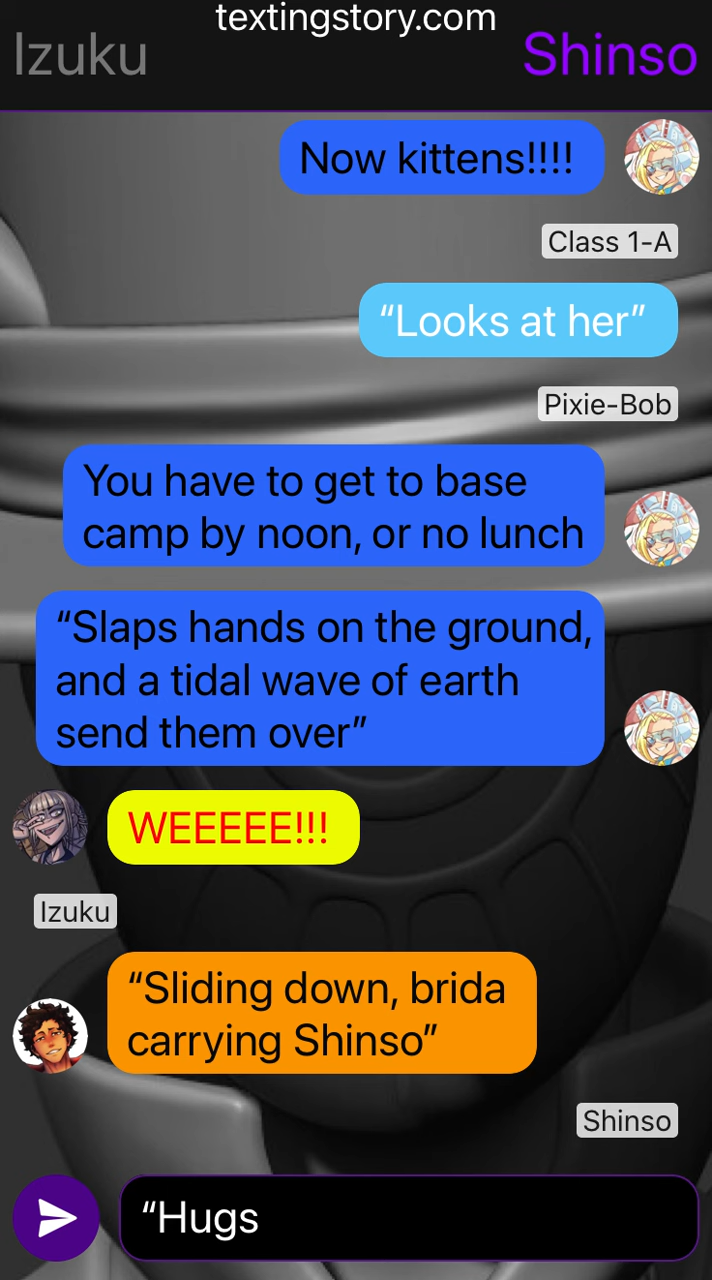 textingstory.com
Izuku
Shinso
Now kittens!!!!
Class 1-A
“Looks at her”
Pixie-Bob
You have to get to base
camp by noon, or no lunch
“Slaps hands on the ground,
and a tidal wave of earth
send them over”
WEEEEE!!!
Izuku
“Sliding down, brida
carrying Shinso”
Shinso
“Hugs